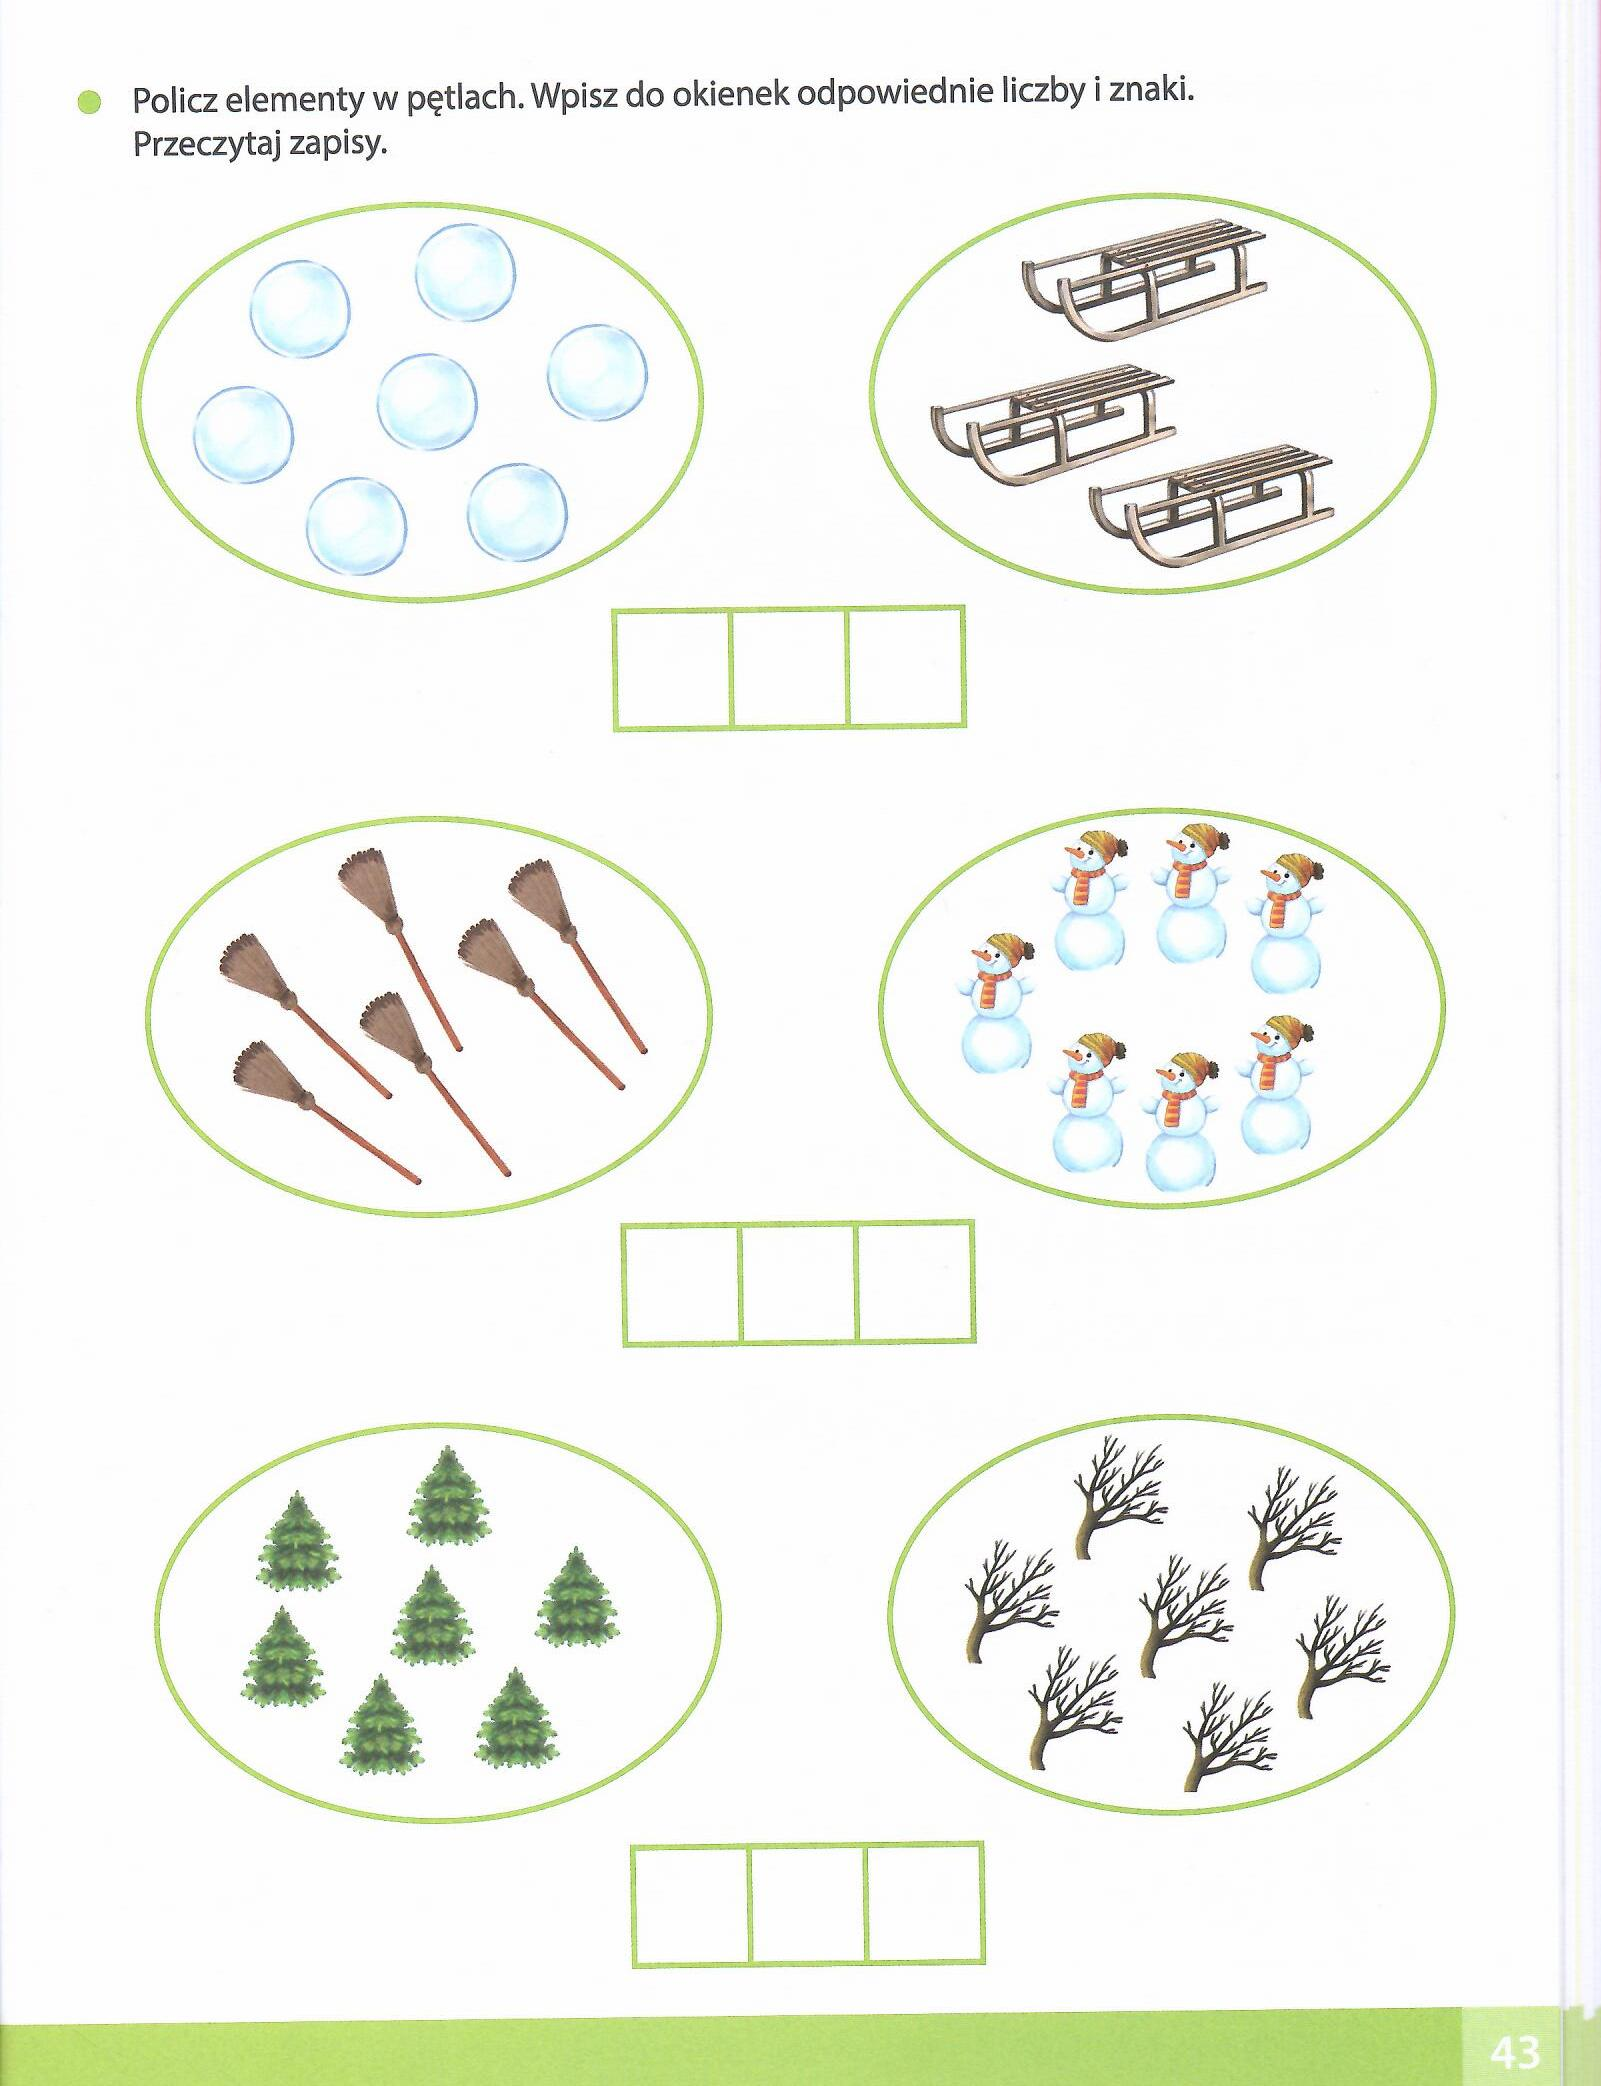 Policz elementy w pętlach. Wpisz do okienek odpowiednie liczby i znaki.
Przeczytaj zapisy.
43